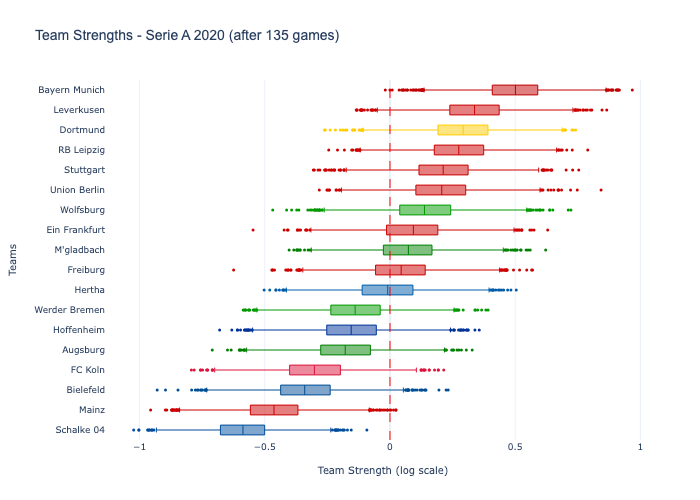 Team Strengths - Serie A 2020 (after 135 games)
Bayern Munich
Leverkusen
Dortmund
RB Leipzig
Stuttgart
Union Berlin
Wolfsburg
Ein Frankfurt
M'gladbach
Freiburg
Hertha
Werder Bremen
Hoffenheim
Augsburg
FC Koln
Bielefeld
Mainz
Schalke 04
Teams
−1 −0.5 0 0.5 1
Team Strength (log scale)